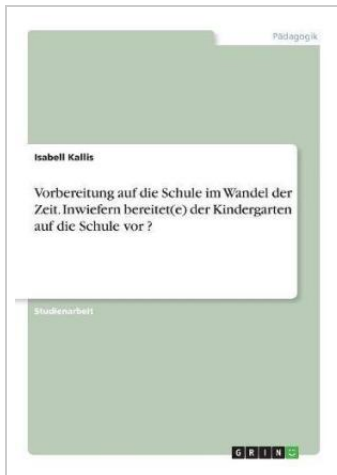 Pädagogik
Isabell Kallis
Vorbereitung auf die Schule im Wandel der
Zeit. Inwiefern bereitet(e) der Kindergarten
auf die Schule vor ?
Studienarbeit
GRIN